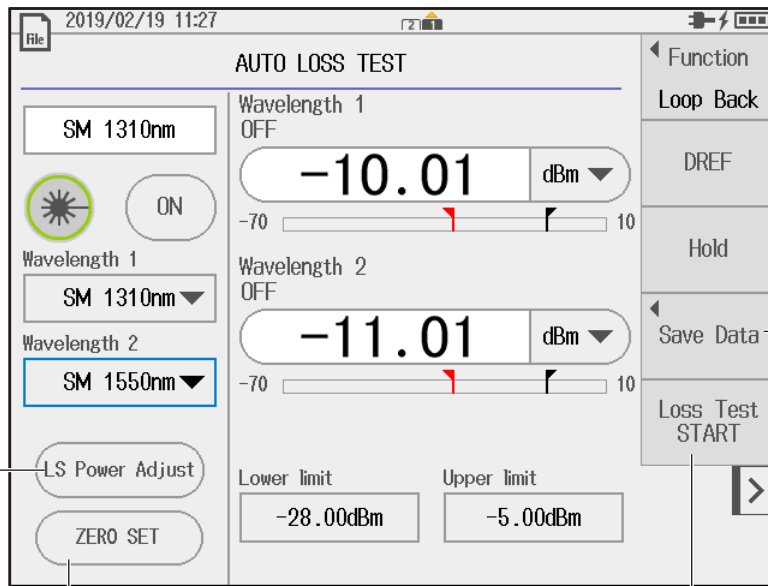 2019/02/19 11:27
File
2 1
AUTO LOSS TEST
SM 1310nm
ON
Wavelength 1
SM 1310nm
Wavelength 2
SM 1550nm
LS Power Adjust
ZERO SET
Wavelength 1
OFF
-10.01 dBm
-70 10
Wavelength 2
OFF
-11.01 dBm
-70 10
Lower limit Upper limit
-28.00dBm -5.00dBm
Function
Loop Back
DREF
Hold
Save Data
Loss Test
START